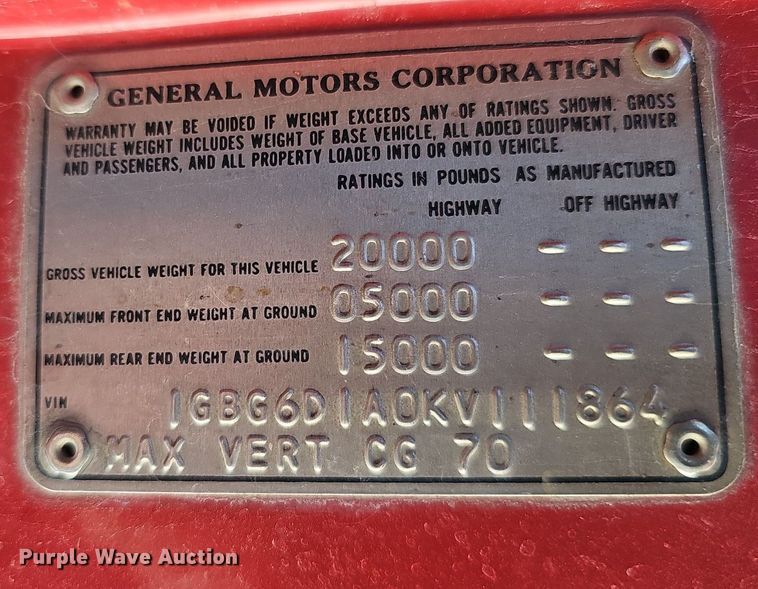 GENERAL MOTORS CORPORATION
WARRANTY MAY BE VOIDED IF WEIGHT EXCEEDS ANY OF RATINGS SHOWN. GROSS
VEHICLE WEIGHT INCLUDES WEIGHT OF BASE VEHICLE, ALL ADDED EQUIPMENT, DRIVER
AND PASSENGERS, AND ALL PROPERTY LOADED INTO OR ONTO VEHICLE.
RATINGS IN POUNDS AS MANUFACTURED
HIGHWAY OFF HIGHWAY
GROSS VEHICLE WEIGHT FOR THIS VEHICLE 20000 - - -
MAXIMUM FRONT END WEIGHT AT GROUND 05000 - - -
MAXIMUM REAR END WEIGHT AT GROUND 15000 - - -
VIN 1GBG6D1A0KV111864
MAX VERT CG 70
Purple Wave Auction